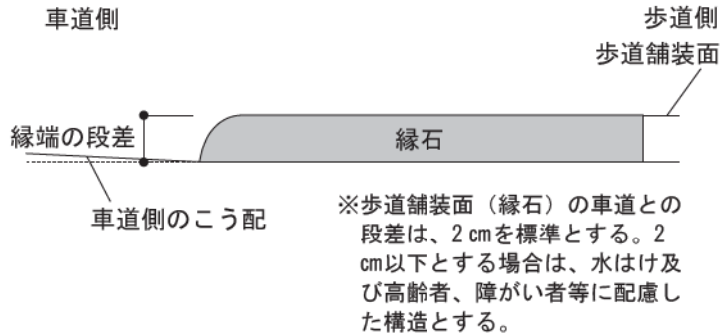 車道側
歩道側
歩道舗装面
縁端の段差
縁石
車道側のこう配
※歩道舗装面（縁石）の車道との
段差は、2㎝を標準とする。2
㎝以下とする場合は、水はけ及
び高齢者、障がい者等に配慮し
た構造とする。